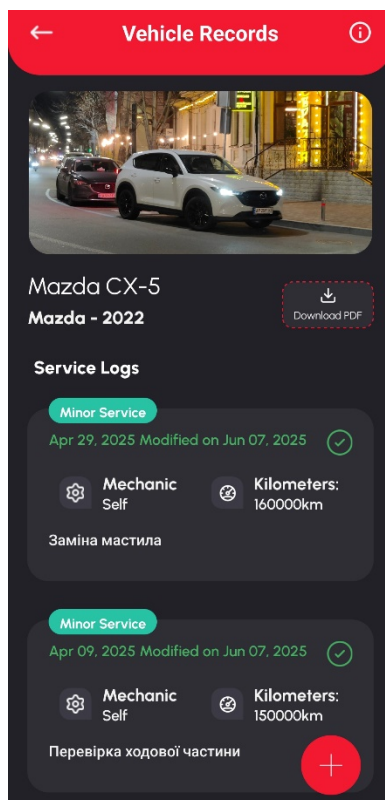 Vehicle Records
Mazda CX-5
Mazda - 2022
Download PDF
Service Logs
Minor Service
Apr 29, 2025 Modified on Jun 07, 2025
Mechanic
Self
Kilometers:
160000km
Заміна мастила
Minor Service
Apr 09, 2025 Modified on Jun 07, 2025
Mechanic
Self
Kilometers:
150000km
Перевірка ходової частини